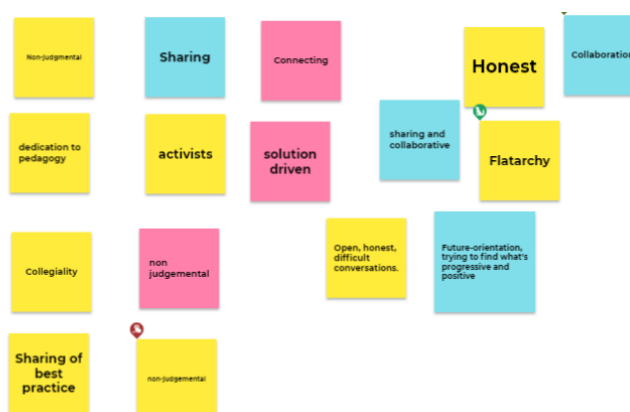 Non-judgmental
Sharing
Connecting
Honest
Collaboration
dedication to
pedagogy
activists
solution
driven
sharing and
collaborative
Flatarchy
Collegiality
non
judgemental
Open, honest,
difficult
conversations.
Future-orientation,
trying to find what's
progressive and
positive
Sharing of
best
practice
non-judgemental